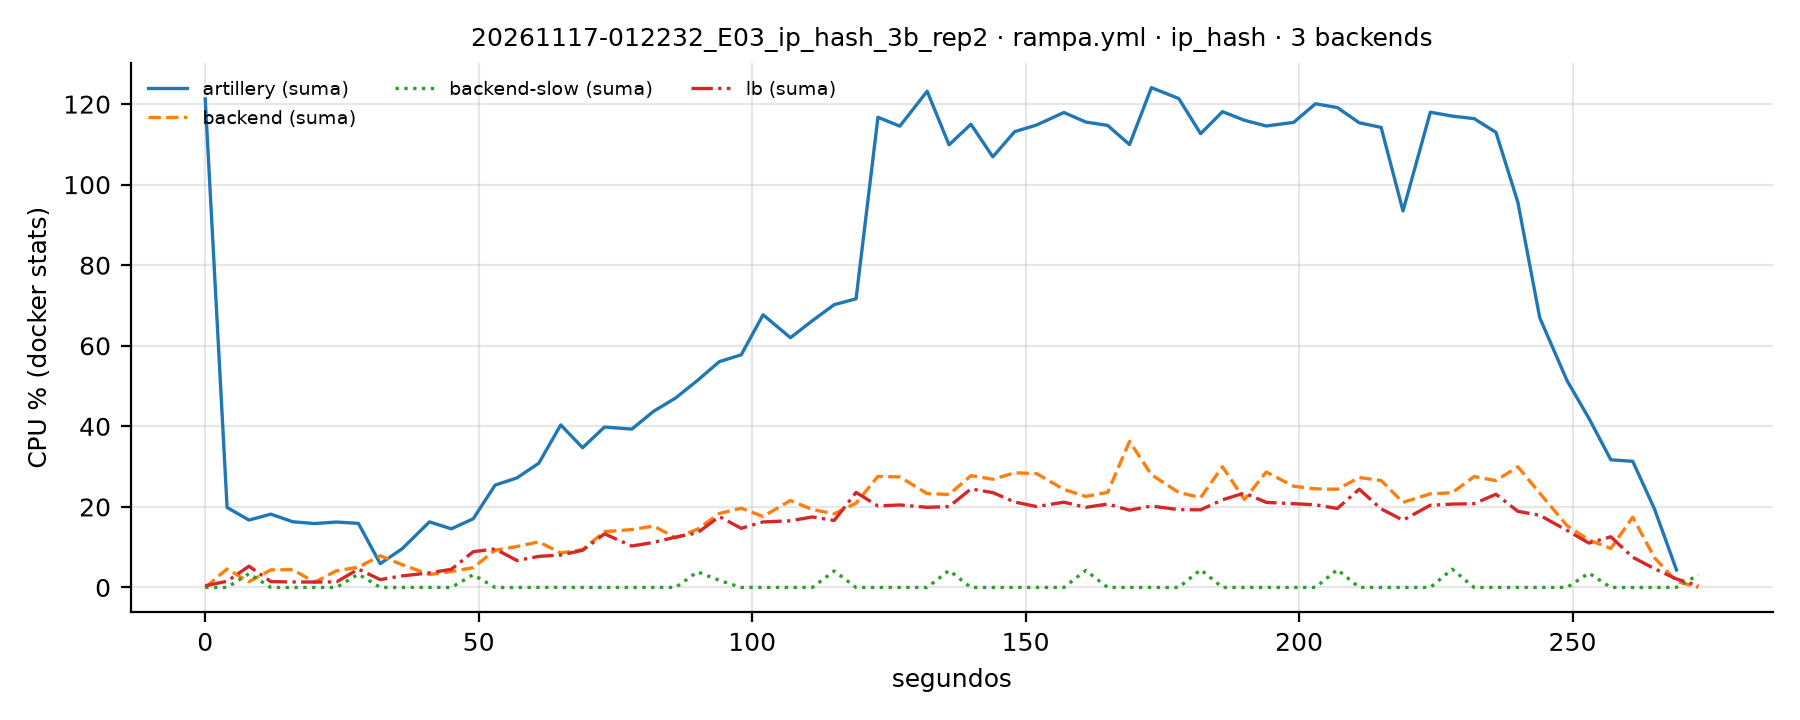 20261117-012232_E03_ip_hash_3b_rep2 · rampa.yml · ip_hash · 3 backends
artillery (suma)
backend (suma)
backend-slow (suma)
lb (suma)
CPU % (docker stats)
120
100
80
60
40
20
0
0
50
100
150
200
250
segundos